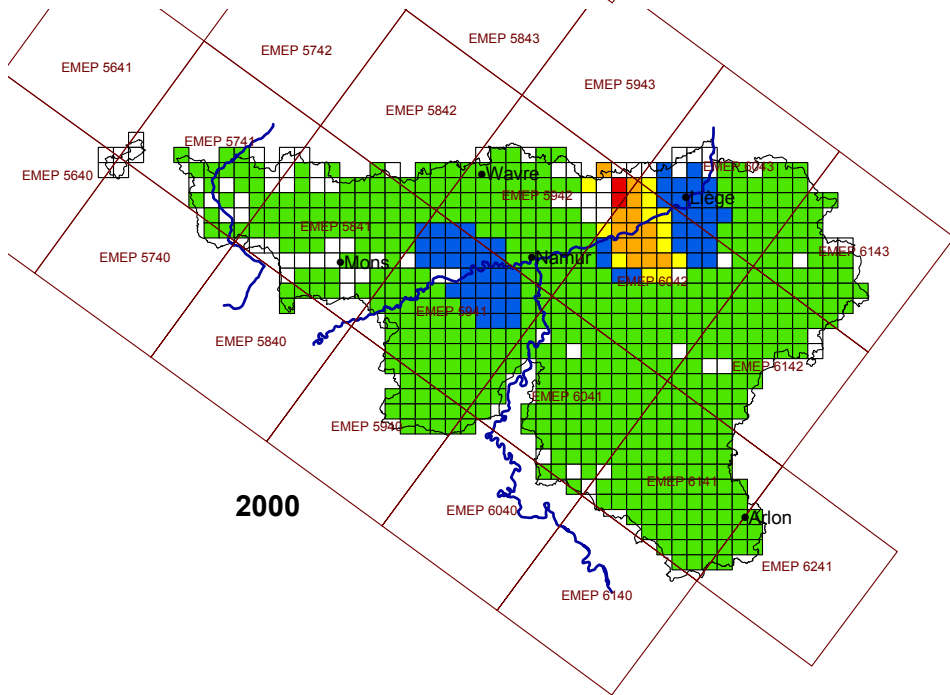 EMEP 5843
EMEP 5742
EMEP 5641
EMEP 5943
EMEP 5842
EMEP 5741
EMEP 6043
EMEP 5640
Wavre
EMEP 5942
Liège
EMEP 5841
EMEP 6143
EMEP 5740
Mons
Namur
EMEP 6042
EMEP 5941
EMEP 5840
EMEP 6142
EMEP 6041
EMEP 5940
EMEP 6141
2000
EMEP 6040
Arlon
EMEP 6241
EMEP 6140